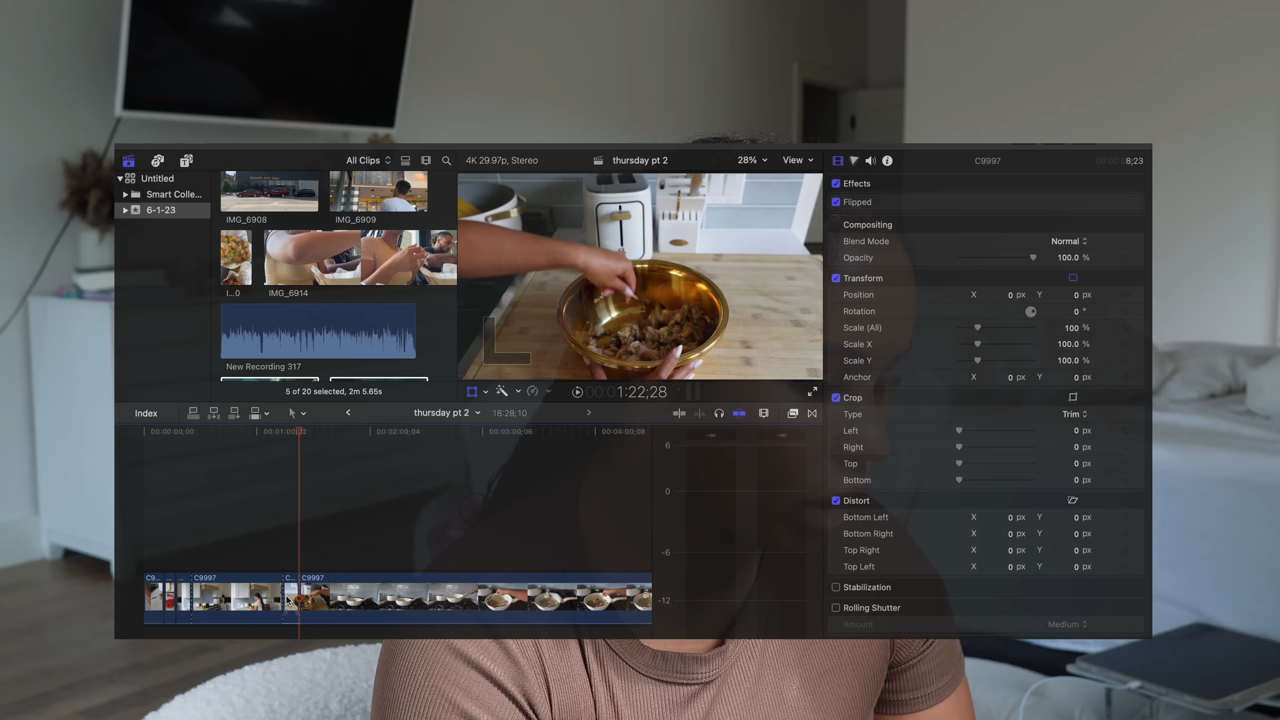 All Clips
4K 29.97p, Stereo
thursday pt 2
28%
View
C9997
8;23
Untitled
Smart Colle...
6-1-23
IMG_6908
IMG_6909
I...0
IMG_6914
New Recording 317
5 of 20 selected, 2m 5.65s
00:00:01:22;28
Effects
Flipped
Compositing
Blend Mode Normal
Opacity 100.0 %
Transform
Position X 0 px Y 0 px
Rotation 0 °
Scale (All) 100 %
Scale X 100.0 %
Scale Y 100.0 %
Anchor X 0 px Y 0 px
Crop
Type Trim
Left 0 px
Right 0 px
Top 0 px
Bottom 0 px
Distort
Bottom Left X 0 px Y 0 px
Bottom Right X 0 px Y 0 px
Top Right X 0 px Y 0 px
Top Left X 0 px Y 0 px
Stabilization
Rolling Shutter
Amount Medium
Index
thursday pt 2
18:28;10
00:00:00;00
00:02:00;04
00:03:00;06
00:04:00;08
6
0
-6
-12
C9...
...
...
C9997
C...
C9997